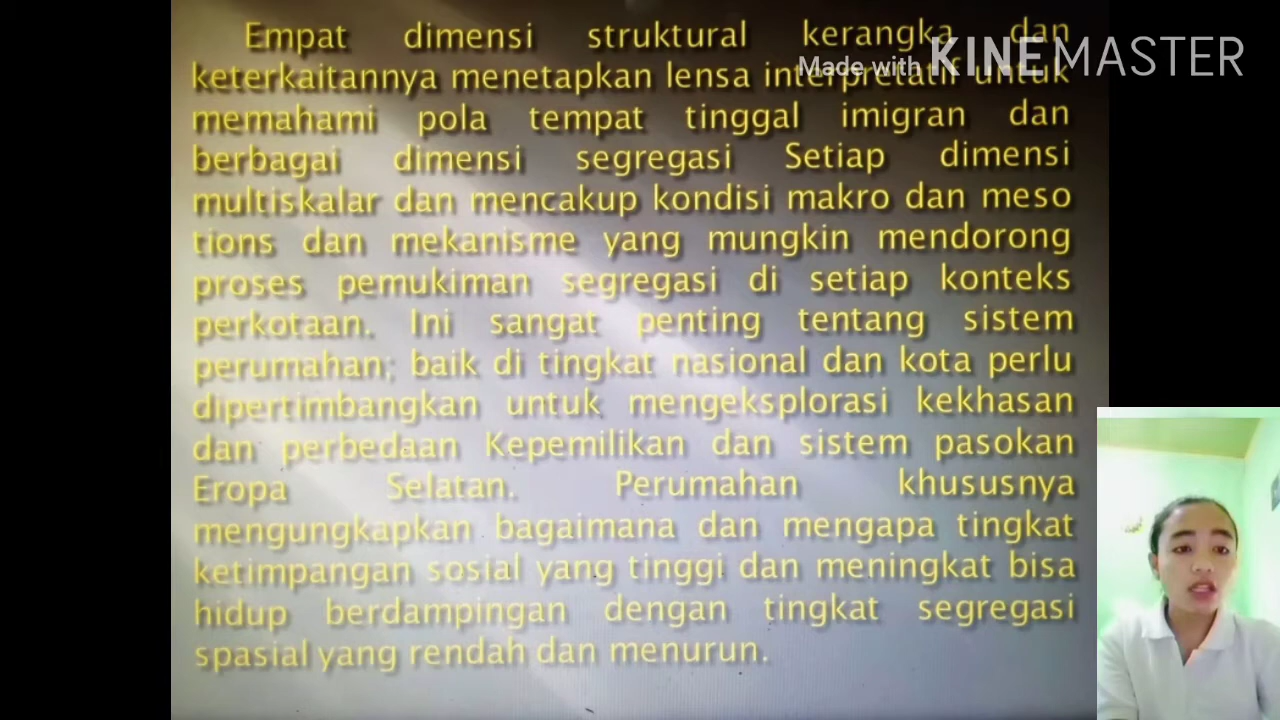 Empat dimensi struktural kerangka dan
Made with KINEMASTER
keterkaitannya menetapkan lensa interpretatif untuk
memahami pola tempat tinggal imigran dan
berbagai dimensi segregasi Setiap dimensi
multiskalar dan mencakup kondisi makro dan meso
tions dan mekanisme yang mungkin mendorong
proses pemukiman segregasi di setiap konteks
perkotaan. Ini sangat penting tentang sistem
perumahan; baik di tingkat nasional dan kota perlu
dipertimbangkan untuk mengeksplorasi kekhasan
dan perbedaan Kepemilikan dan sistem pasokan
Eropa Selatan. Perumahan khususnya
mengungkapkan bagaimana dan mengapa tingkat
ketimpangan sosial yang tinggi dan meningkat bisa
hidup berdampingan dengan tingkat segregasi
spasial yang rendah dan menurun.